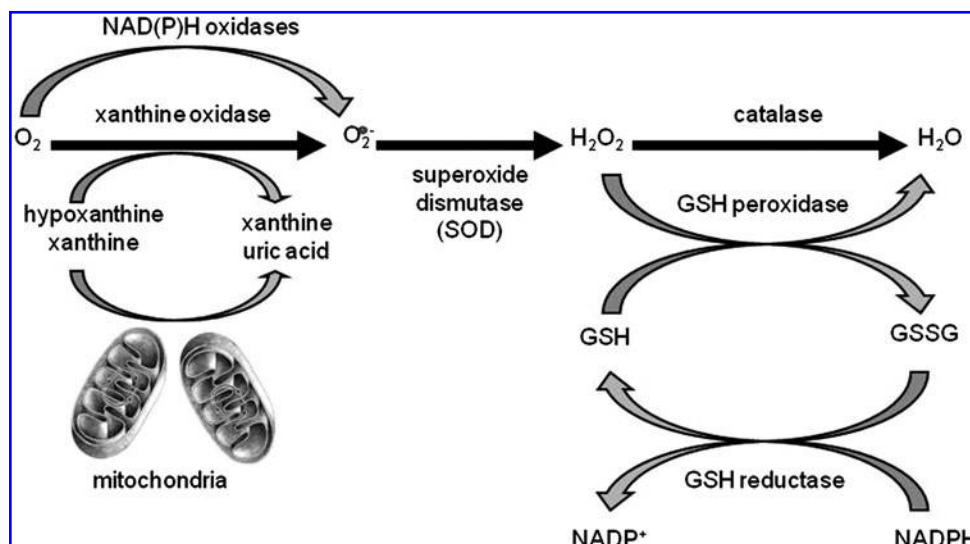 NAD(P)H oxidases
xanthine oxidase
catalase
O₂
O₂•-
H₂O₂
H₂O
superoxide
dismutase
(SOD)
GSH peroxidase
hypoxanthine
xanthine
xanthine
uric acid
GSH
GSSG
mitochondria
GSH reductase
NADP⁺
NADPH